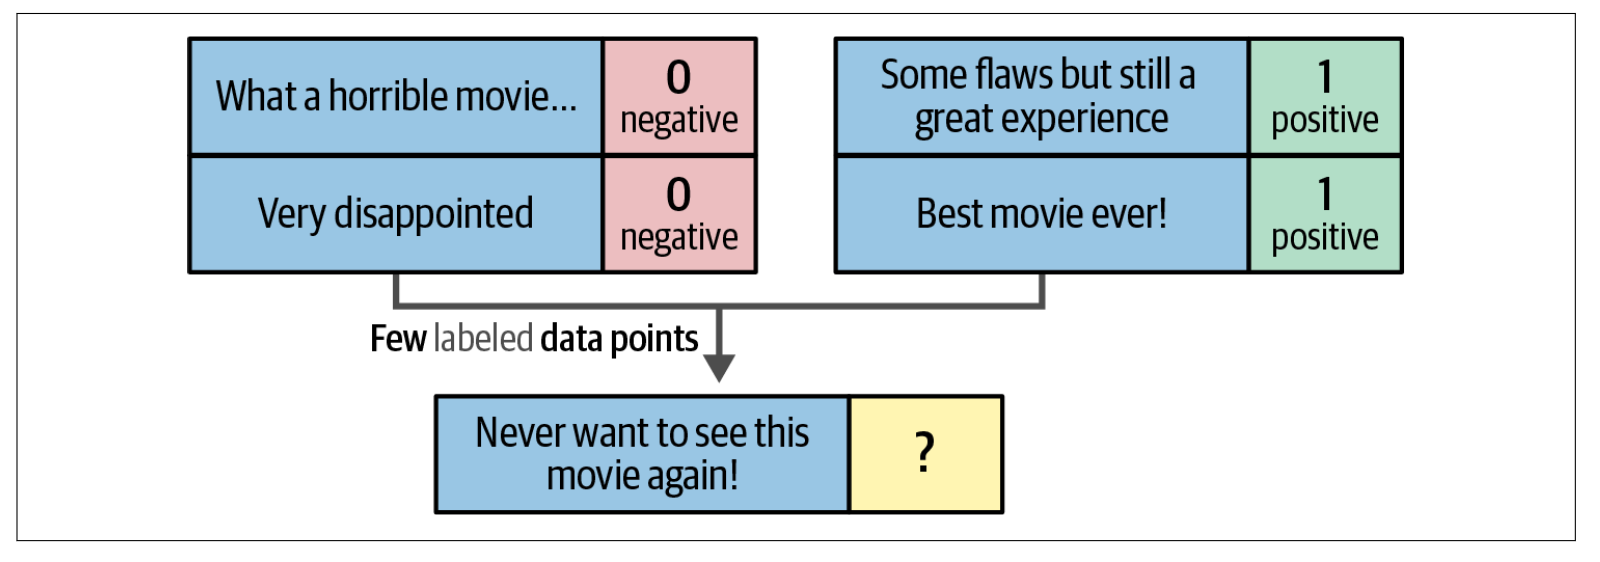 What a horrible movie...
0
negative
Very disappointed
0
negative
Some flaws but still a
great experience
1
positive
Best movie ever!
1
positive
Few labeled data points
Never want to see this
movie again!
?